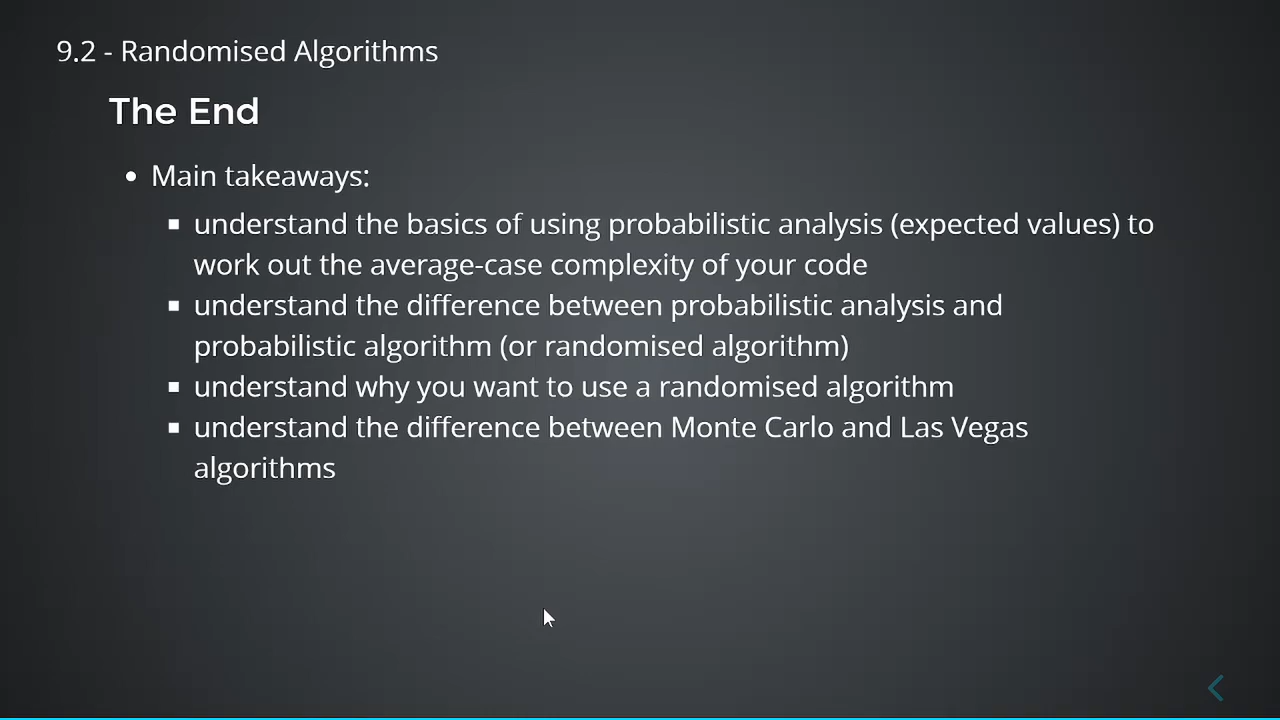 9.2 - Randomised Algorithms
The End
• Main takeaways:
▪ understand the basics of using probabilistic analysis (expected values) to
work out the average-case complexity of your code
▪ understand the difference between probabilistic analysis and
probabilistic algorithm (or randomised algorithm)
▪ understand why you want to use a randomised algorithm
▪ understand the difference between Monte Carlo and Las Vegas
algorithms